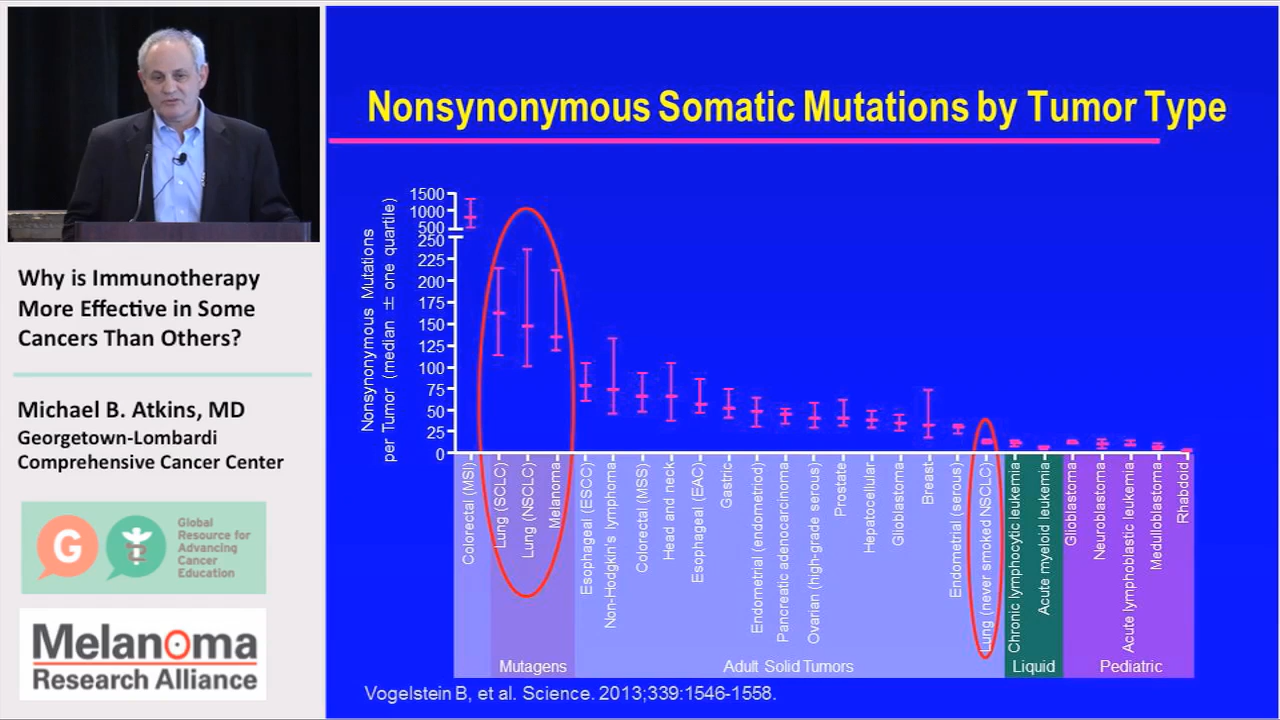 Why is Immunotherapy
More Effective in Some
Cancers Than Others?
Michael B. Atkins, MD
Georgetown-Lombardi
Comprehensive Cancer Center
G
Global
Resource for
Advancing
Cancer
Education
Melanoma
Research Alliance
Nonsynonymous Somatic Mutations by Tumor Type
Nonsynonymous Mutations
per Tumor (median ± one quartile)
1500
1000
500
250
225
200
175
150
125
100
75
50
25
0
Colorectal (MSI)
Lung (SCLC)
Lung (NSCLC)
Melanoma
Esophageal (ESCC)
Non-Hodgkin's lymphoma
Colorectal (MSS)
Head and neck
Esophageal (EAC)
Gastric
Endometrial (endometriod)
Pancreatic adenocarcinoma
Ovarian (high-grade serous)
Prostate
Hepatocellular
Glioblastoma
Breast
Endometrial (serous)
Lung (never smoked NSCLC)
Chronic lymphocytic leukemia
Acute myeloid leukemia
Glioblastoma
Neuroblastoma
Acute lymphoblastic leukemia
Medulloblastoma
Rhabdoid
Mutagens
Adult Solid Tumors
Liquid
Pediatric
Vogelstein B, et al. Science. 2013;339:1546-1558.